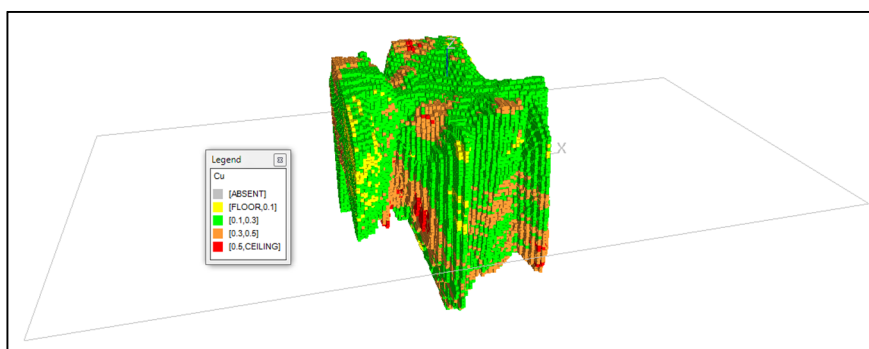 Z
X
Legend
Cu
[ABSENT]
[FLOOR,0.1]
[0.1,0.3]
[0.3,0.5]
[0.5,CEILING]